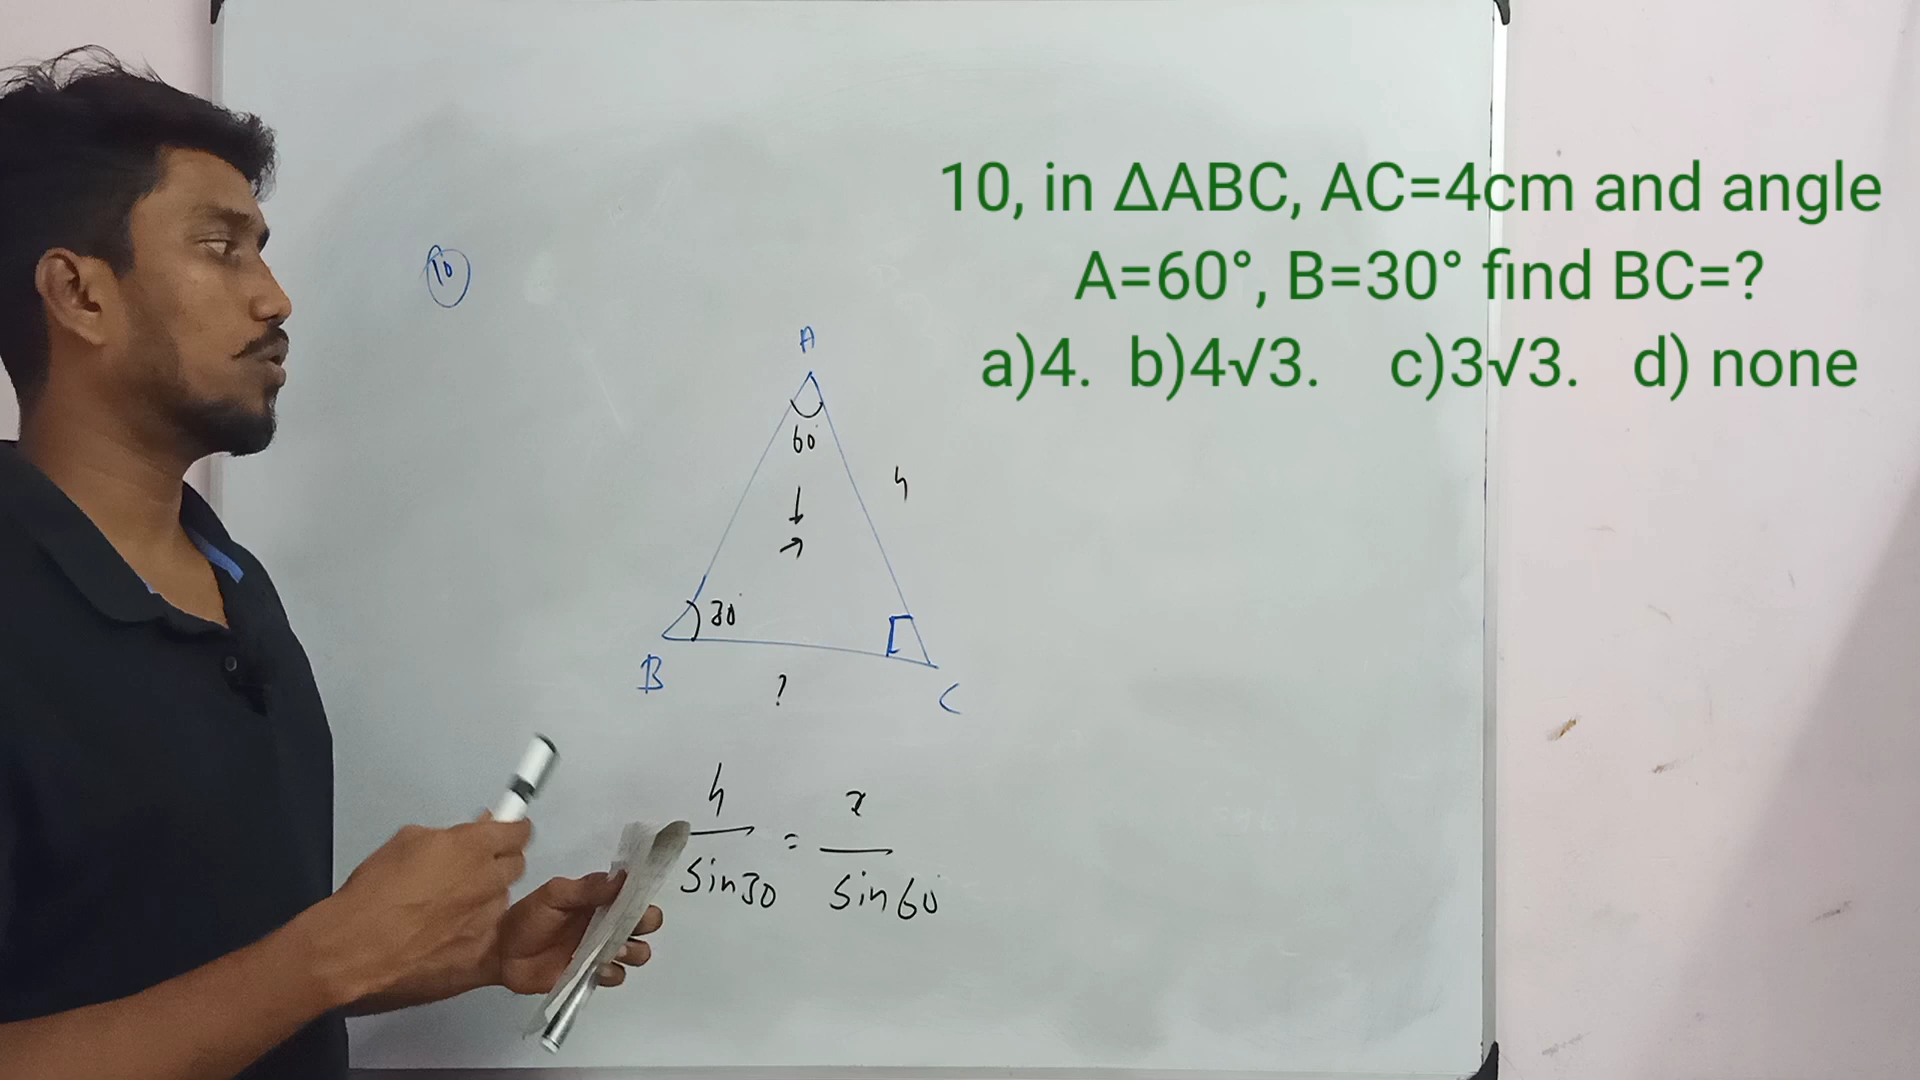 10, in ΔABC, AC=4cm and angle
A=60°, B=30° find BC=?
a)4. b)4√3. c)3√3. d) none
10
A
60°
4
30°
B
?
C
4 = x
sin30 sin60